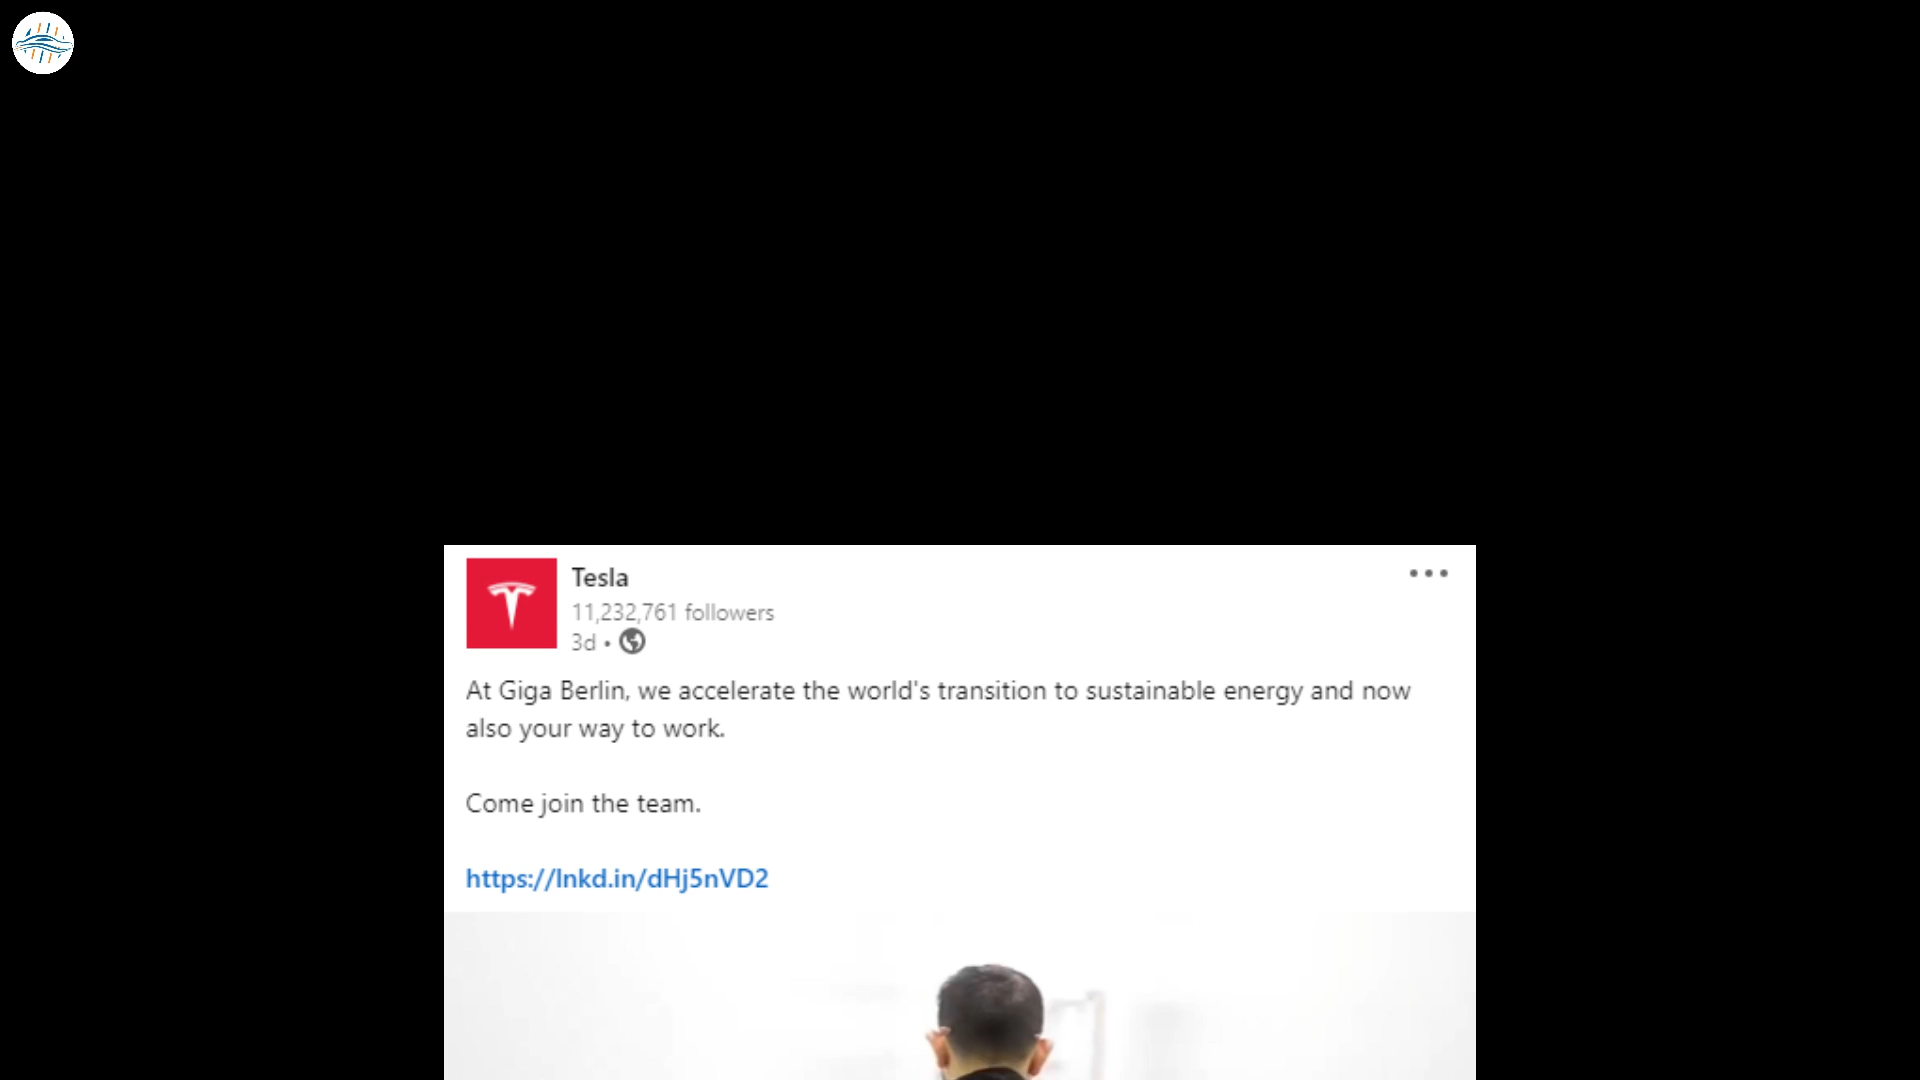 Tesla
11,232,761 followers
3d •
At Giga Berlin, we accelerate the world's transition to sustainable energy and now
also your way to work.
Come join the team.
https://lnkd.in/dHj5nVD2